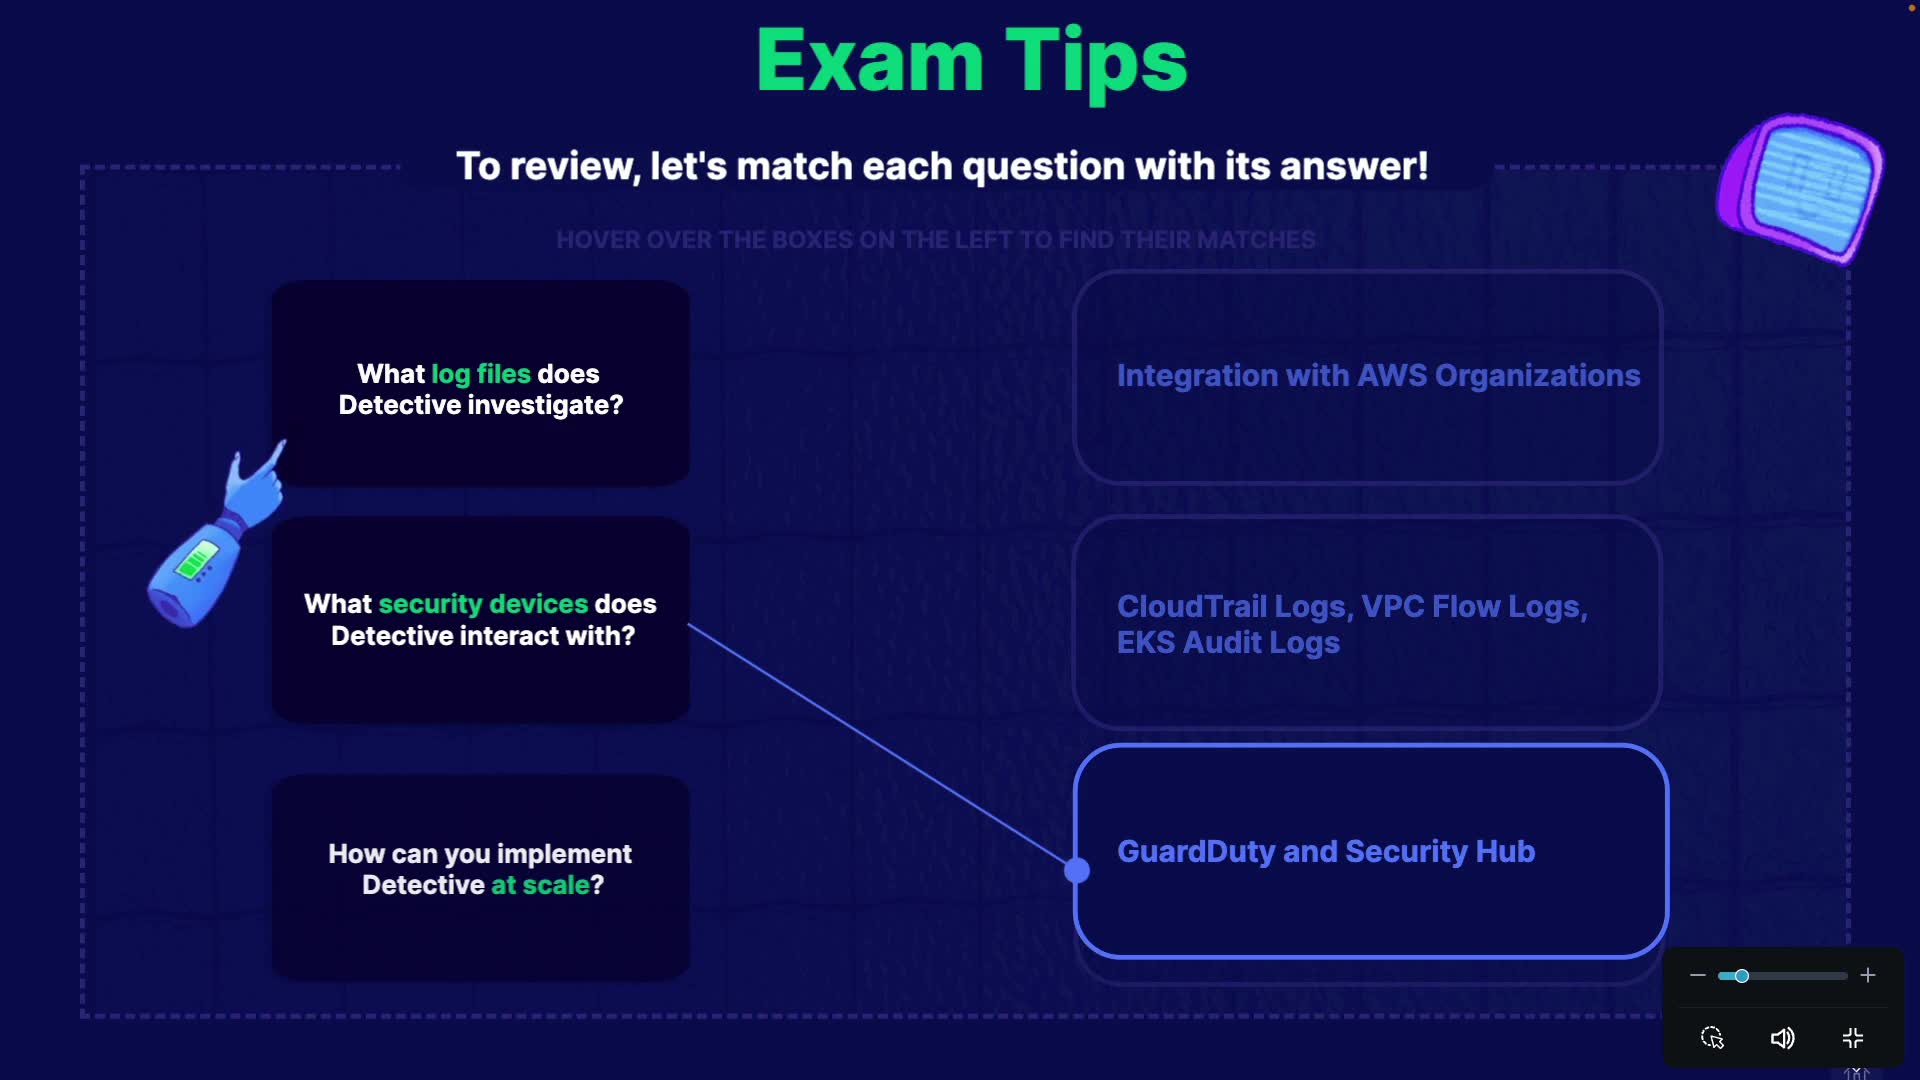 Exam Tips
To review, let's match each question with its answer!
HOVER OVER THE BOXES ON THE LEFT TO FIND THEIR MATCHES
What log files does
Detective investigate?
Integration with AWS Organizations
What security devices does
Detective interact with?
CloudTrail Logs, VPC Flow Logs,
EKS Audit Logs
How can you implement
Detective at scale?
GuardDuty and Security Hub